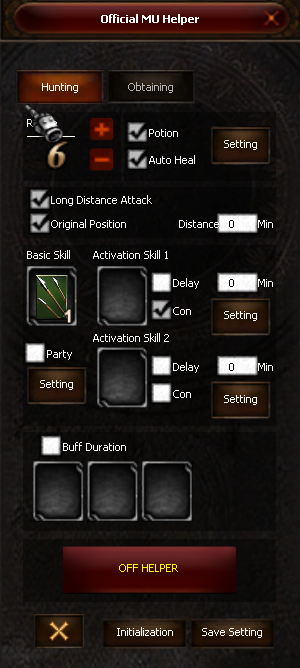 Official MU Helper
Hunting Obtaining
6 Potion Setting
Auto Heal
Long Distance Attack
Original Position Distance 0 Min
Basic Skill Activation Skill 1
1 Delay 0 Min
Con Setting
Activation Skill 2
Party Delay 0 Min
Setting Con Setting
Buff Duration
OFF HELPER
Initialization Save Setting